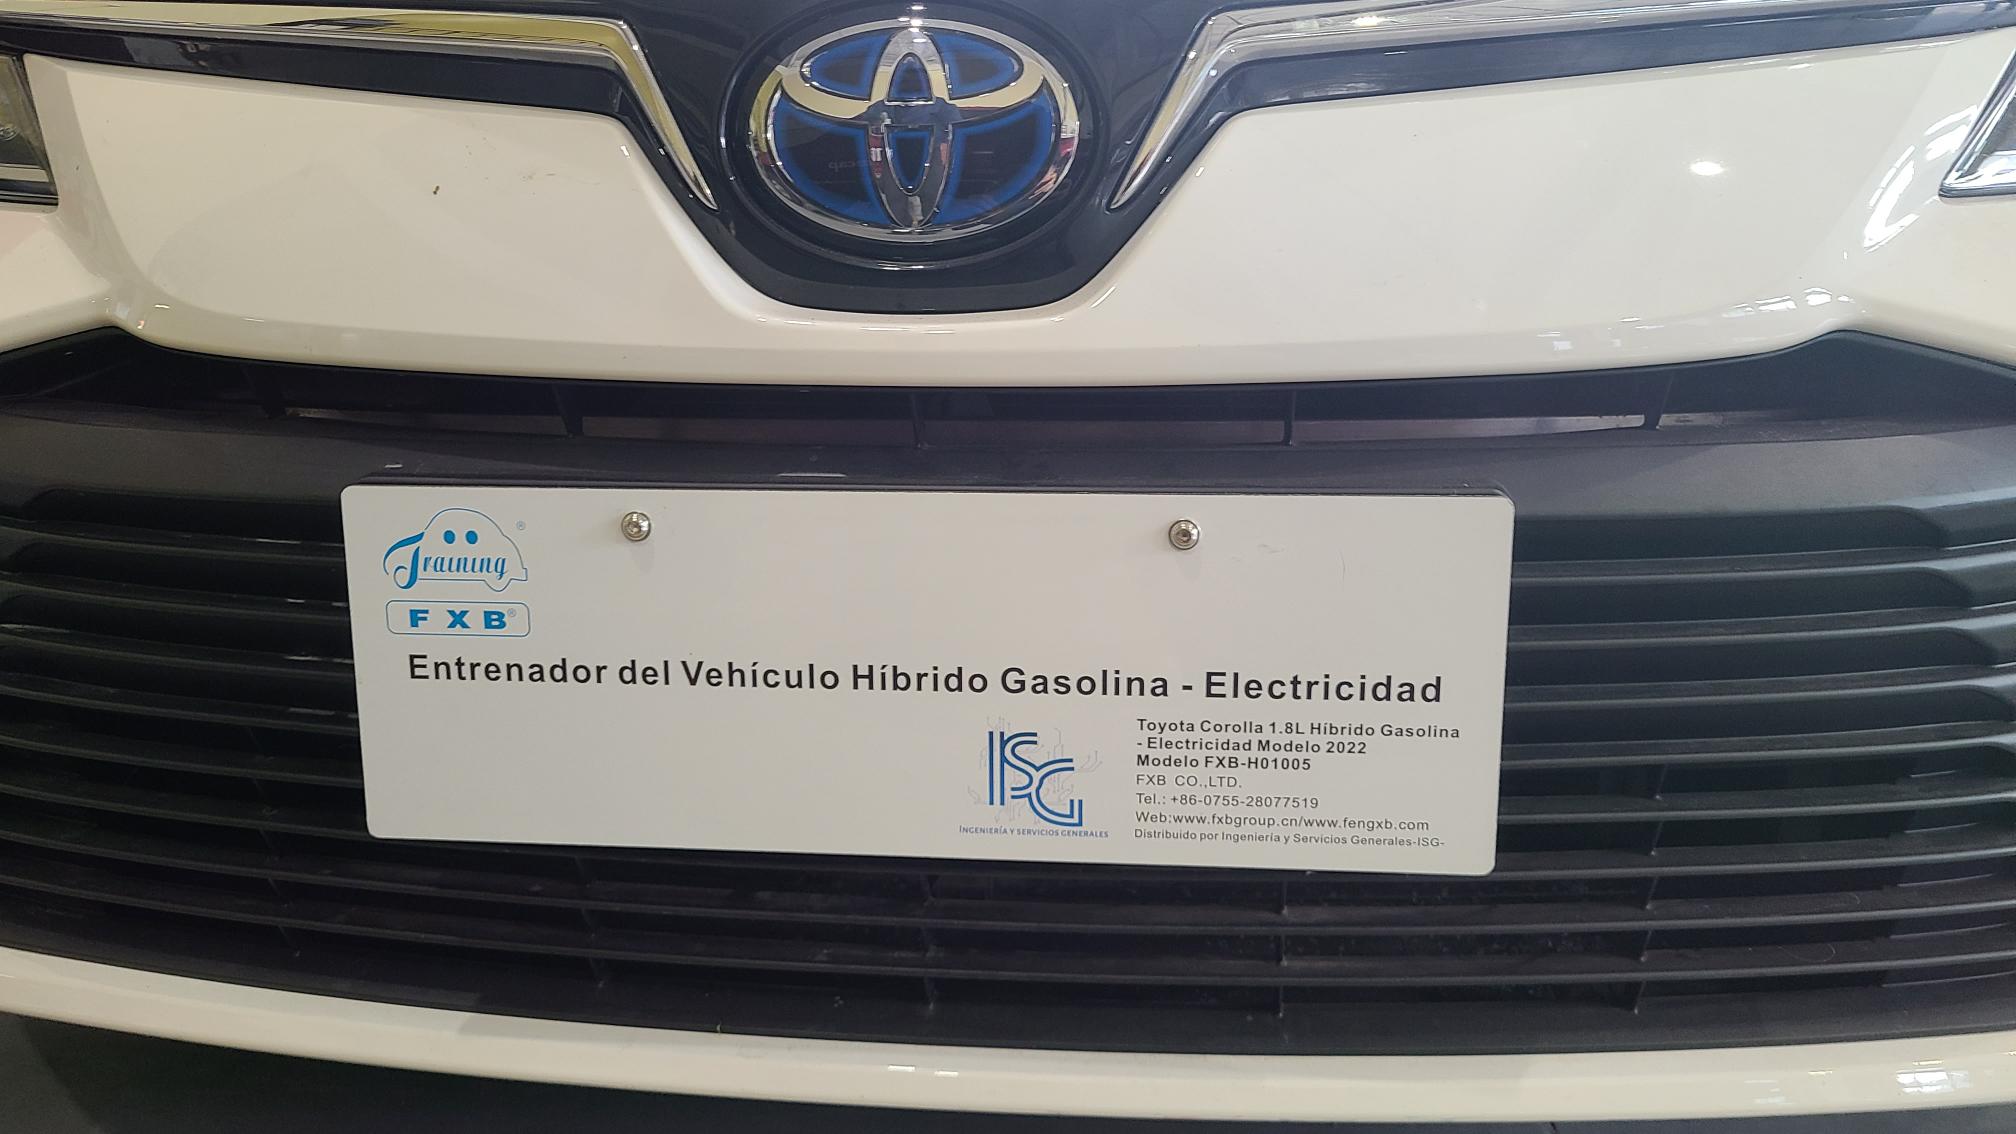 Training ®
FXB®
Entrenador del Vehículo Híbrido Gasolina - Electricidad
ISG
INGENIERÍA Y SERVICIOS GENERALES
Toyota Corolla 1.8L Híbrido Gasolina
- Electricidad Modelo 2022
Modelo FXB-H01005
FXB CO.,LTD.
Tel.: +86-0755-28077519
Web:www.fxbgroup.cn/www.fengxb.com
Distribuido por Ingeniería y Servicios Generales-ISG-